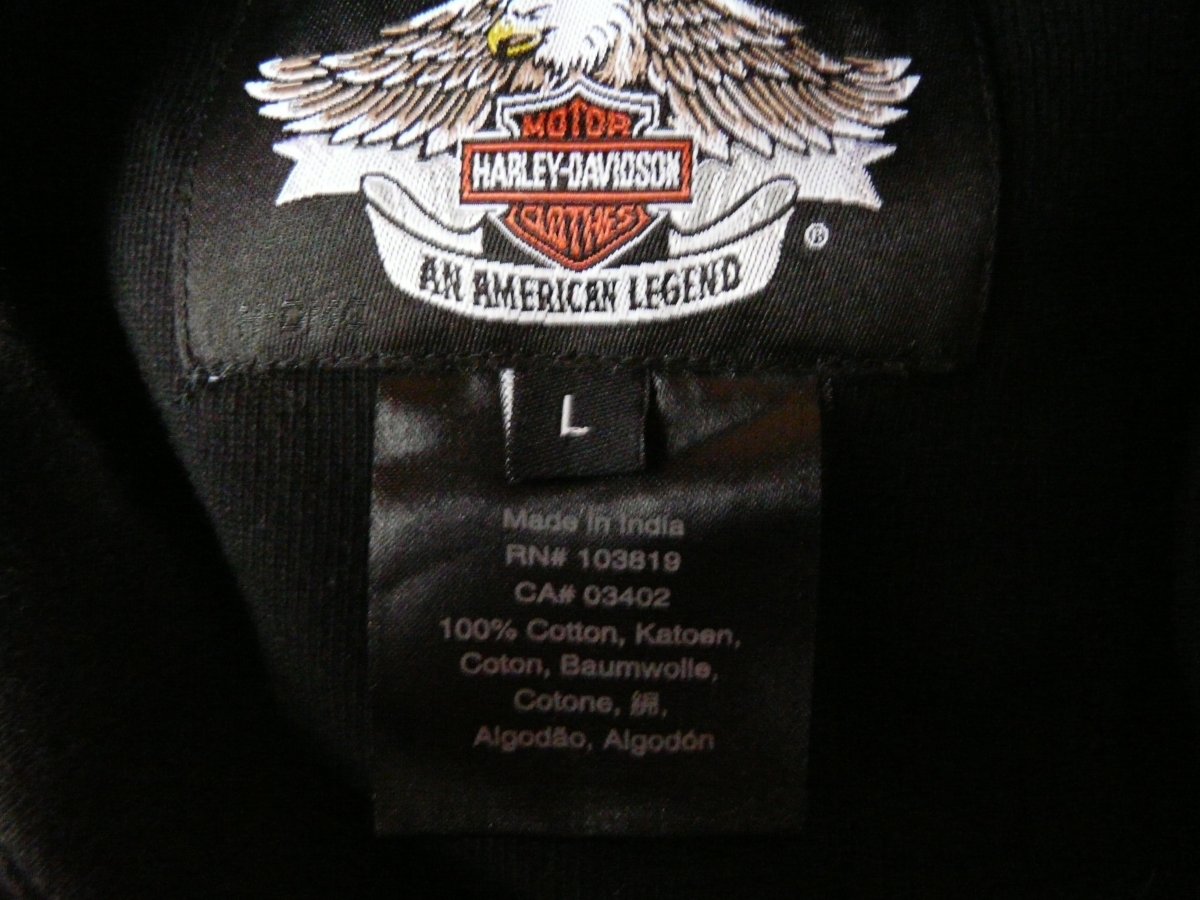 MOTOR
HARLEY-DAVIDSON
CLOTHES
®
AN AMERICAN LEGEND
L
Made in India
RN# 103819
CA# 03402
100% Cotton, Katoen,
Coton, Baumwolle,
Cotone, 綿,
Algodão, Algodón